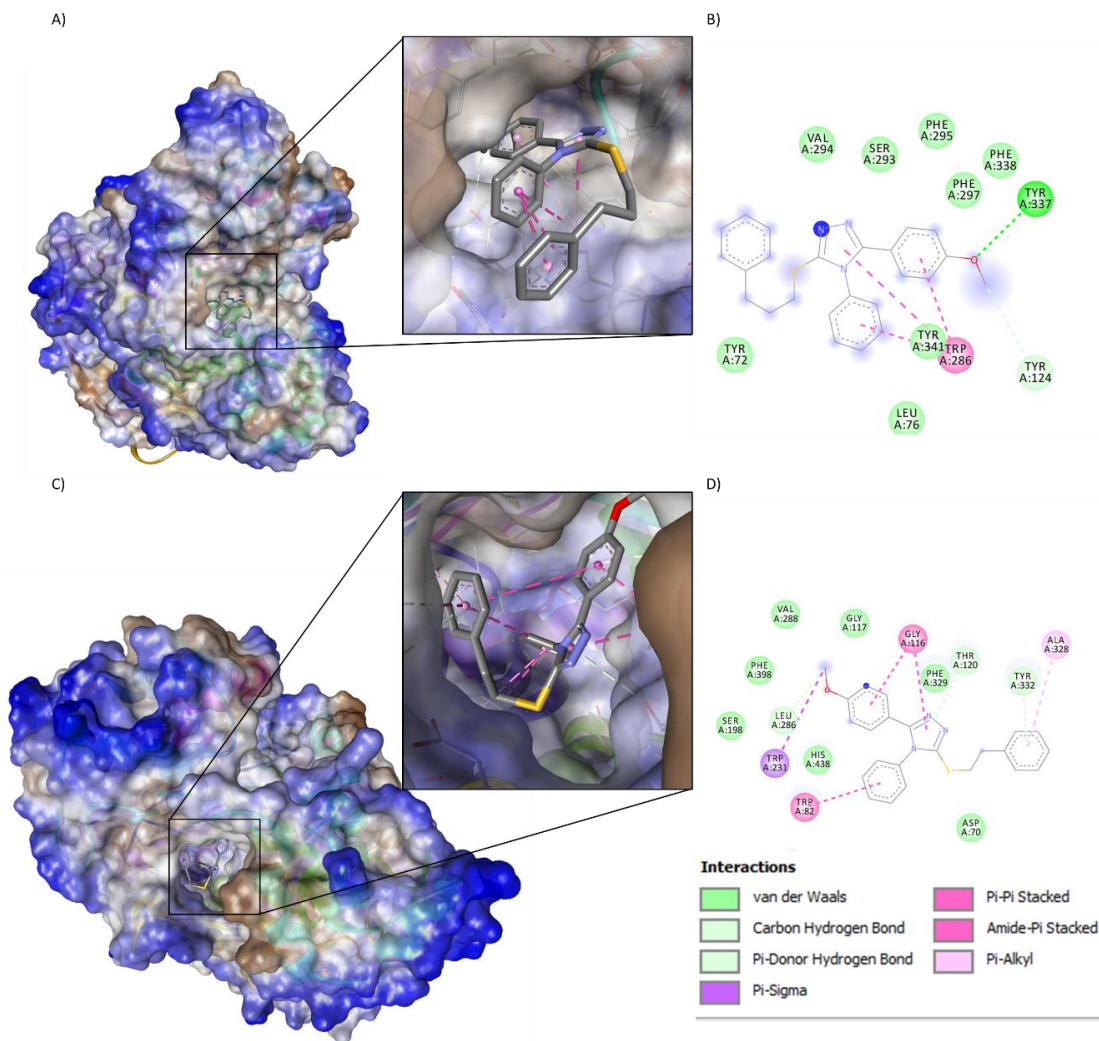 A)
B)
PHE
A:295
VAL
A:294
SER
A:293
PHE
A:338
PHE
A:297
TYR
A:337
N
N
S
N
O
TYR
A:72
TYR
A:341
TRP
A:286
TYR
A:124
LEU
A:76
C)
D)
VAL
A:288
GLY
A:117
GLY
A:116
THR
A:120
ALA
A:328
PHE
A:398
PHE
A:329
TYR
A:332
SER
A:198
LEU
A:286
O
N
N
N
S
TRP
A:231
HIS
A:438
TRP
A:82
ASP
A:70
Interactions
van der Waals
Pi-Pi Stacked
Carbon Hydrogen Bond
Amide-Pi Stacked
Pi-Donor Hydrogen Bond
Pi-Alkyl
Pi-Sigma